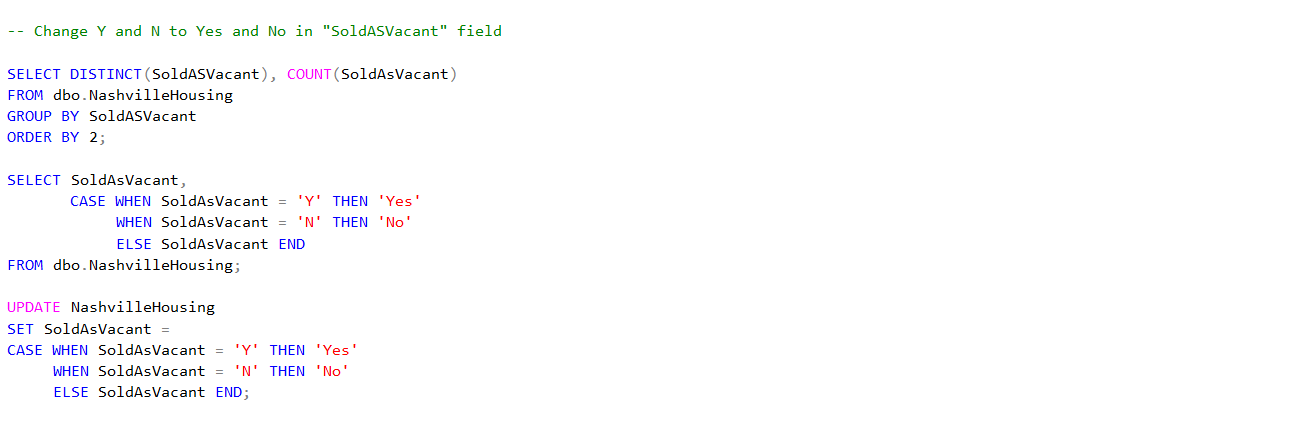 -- Change Y and N to Yes and No in "SoldASVacant" field
SELECT DISTINCT(SoldASVacant), COUNT(SoldAsVacant)
FROM dbo.NashvilleHousing
GROUP BY SoldASVacant
ORDER BY 2;
SELECT SoldAsVacant,
CASE WHEN SoldAsVacant = 'Y' THEN 'Yes'
WHEN SoldAsVacant = 'N' THEN 'No'
ELSE SoldAsVacant END
FROM dbo.NashvilleHousing;
UPDATE NashvilleHousing
SET SoldAsVacant =
CASE WHEN SoldAsVacant = 'Y' THEN 'Yes'
WHEN SoldAsVacant = 'N' THEN 'No'
ELSE SoldAsVacant END;